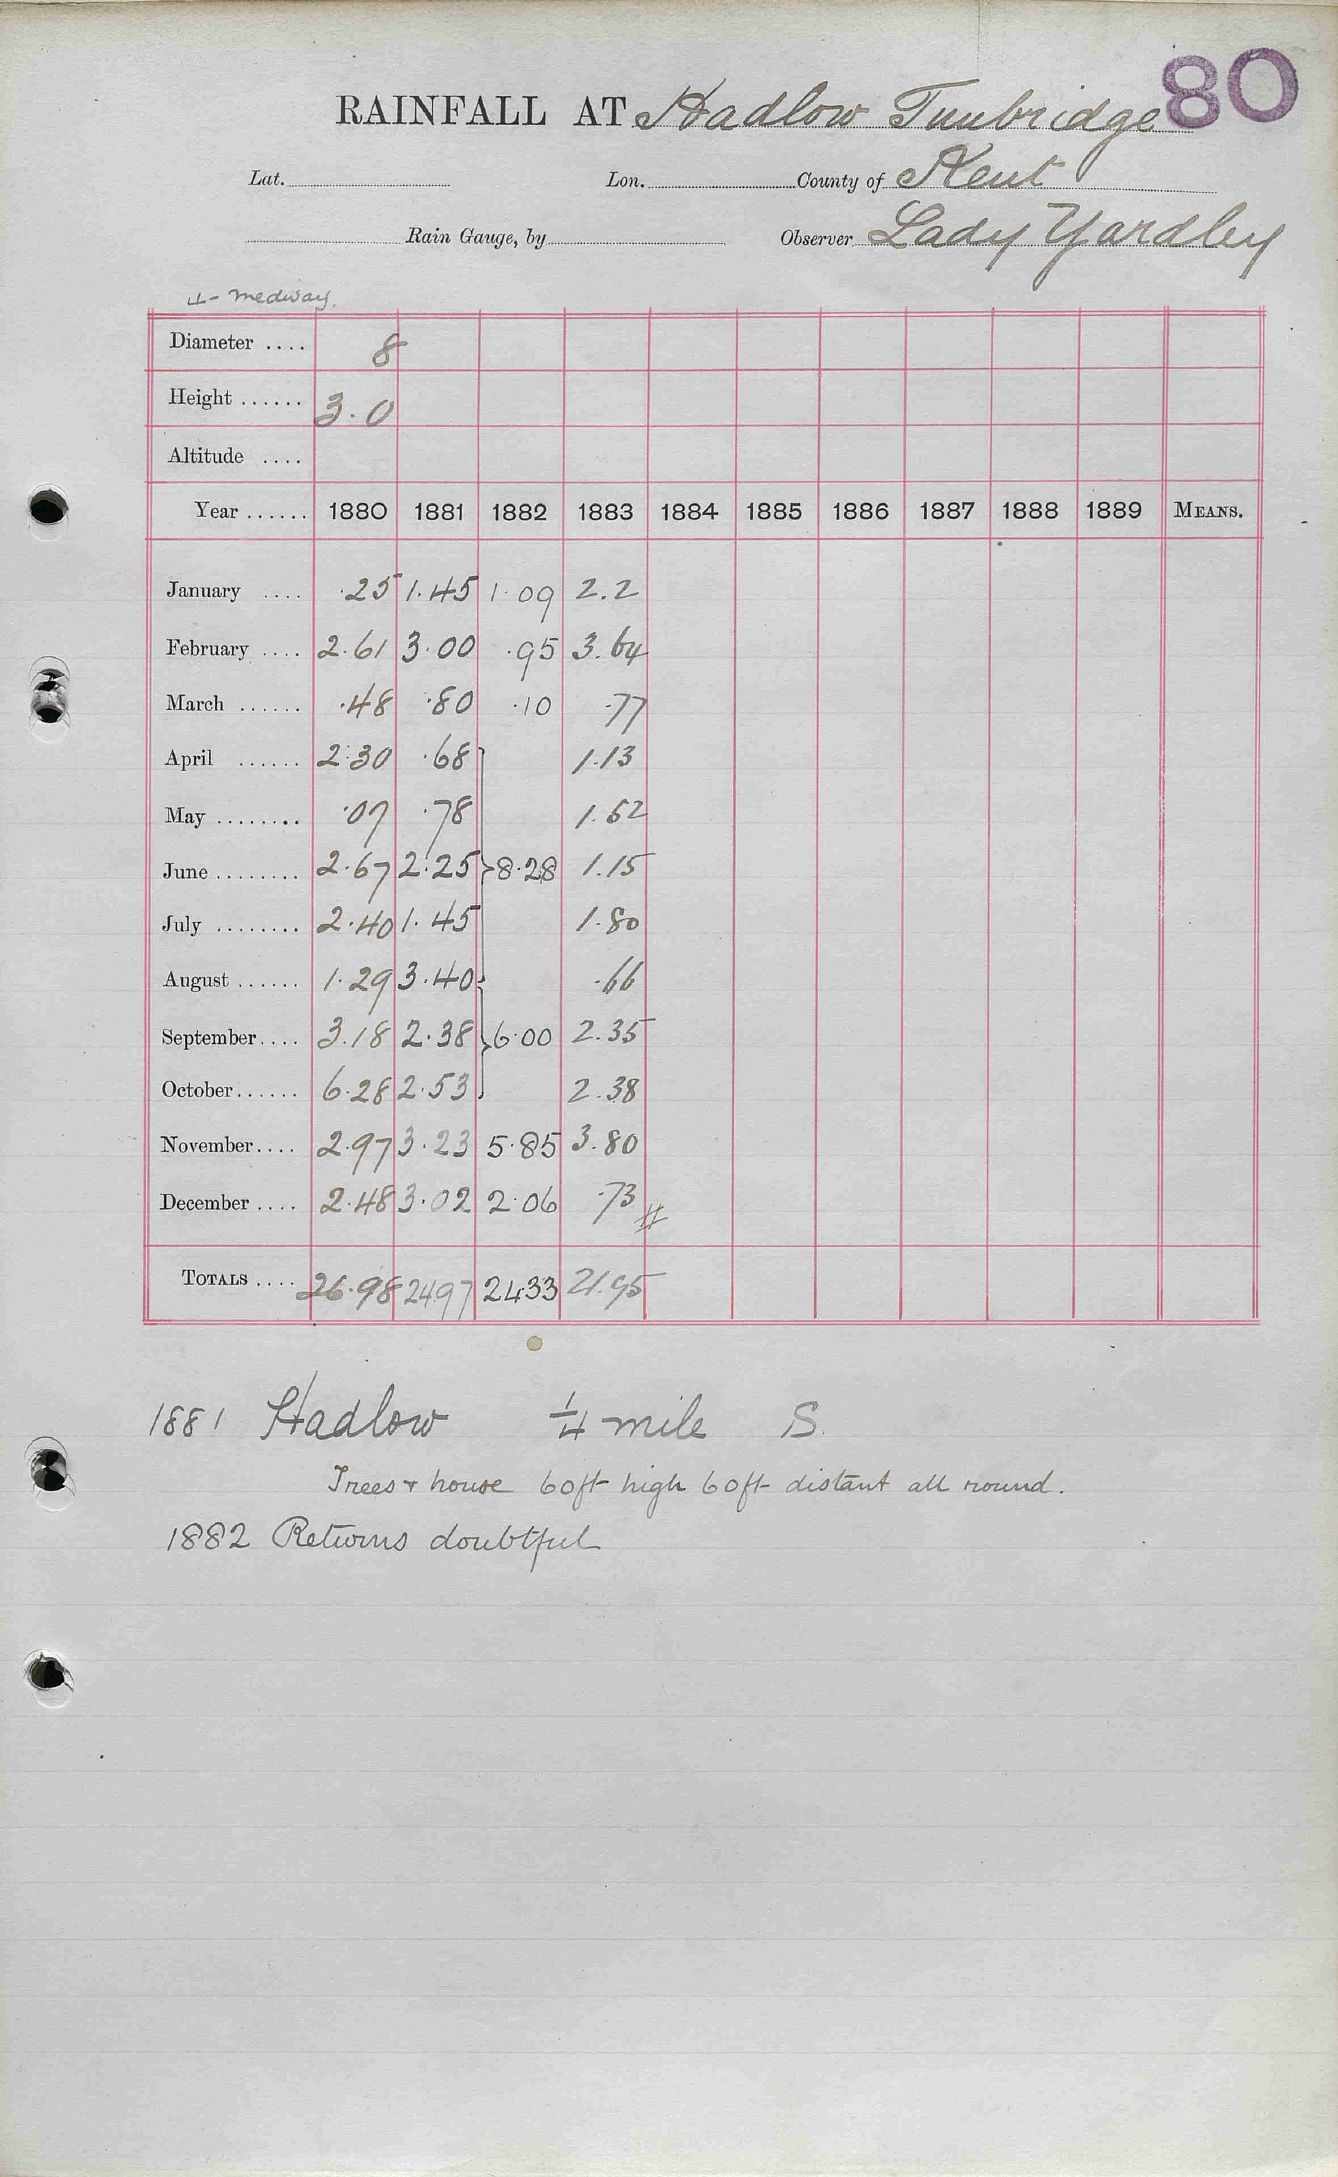 80
RAINFALL AT Hadlow Tunbridge
Lat. Lon. County of Kent
Rain Gauge, by Observer Lady Yardley
4- Medway.
Diameter .... 8
Height ...... 3.0
Altitude ....
Year ...... 1880 1881 1882 1883 1884 1885 1886 1887 1888 1889 MEANS.
January .... .25 1.45 1.09 2.2
February .... 2.61 3.00 .95 3.64
March ...... .48 .80 .10 .77
April ...... 2.30 .68 1.13
May ........ .07 .78 1.52
June ........ 2.67 2.25 } 8.28 1.15
July ........ 2.40 1.45 1.80
August ...... 1.29 3.40 .66
September .... 3.18 2.38 } 6.00 2.35
October ...... 6.28 2.53 2.38
November .... 2.97 3.23 5.85 3.80
December .... 2.48 3.02 2.06 .73 #
TOTALS .... 26.98 24.97 24.33 21.95
1881 Hadlow ¼ mile S.
Trees + house 60ft high 60ft distant all round.
1882 Returns doubtful